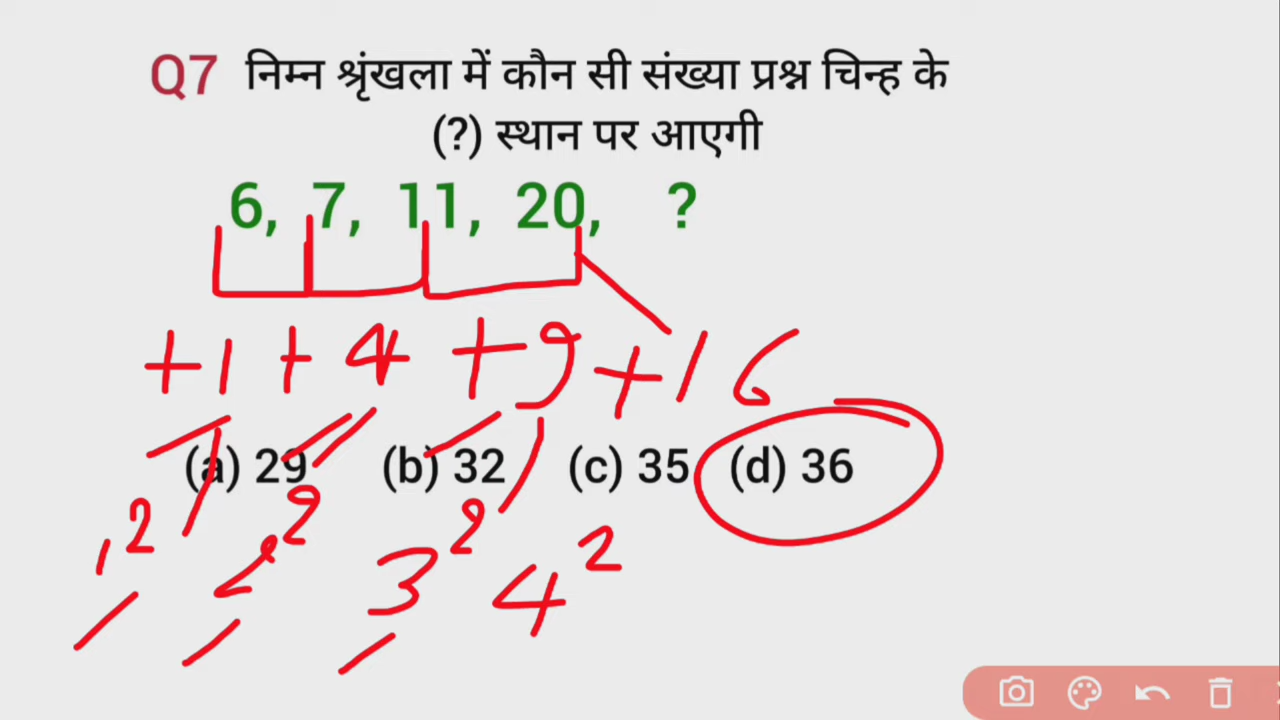 Q7 निम्न श्रृंखला में कौन सी संख्या प्रश्न चिन्ह के
(?) स्थान पर आएगी
6, 7, 11, 20, ?
+1 +4 +9 +16
(a) 29 (b) 32 (c) 35 (d) 36
1² 2² 3² 4²